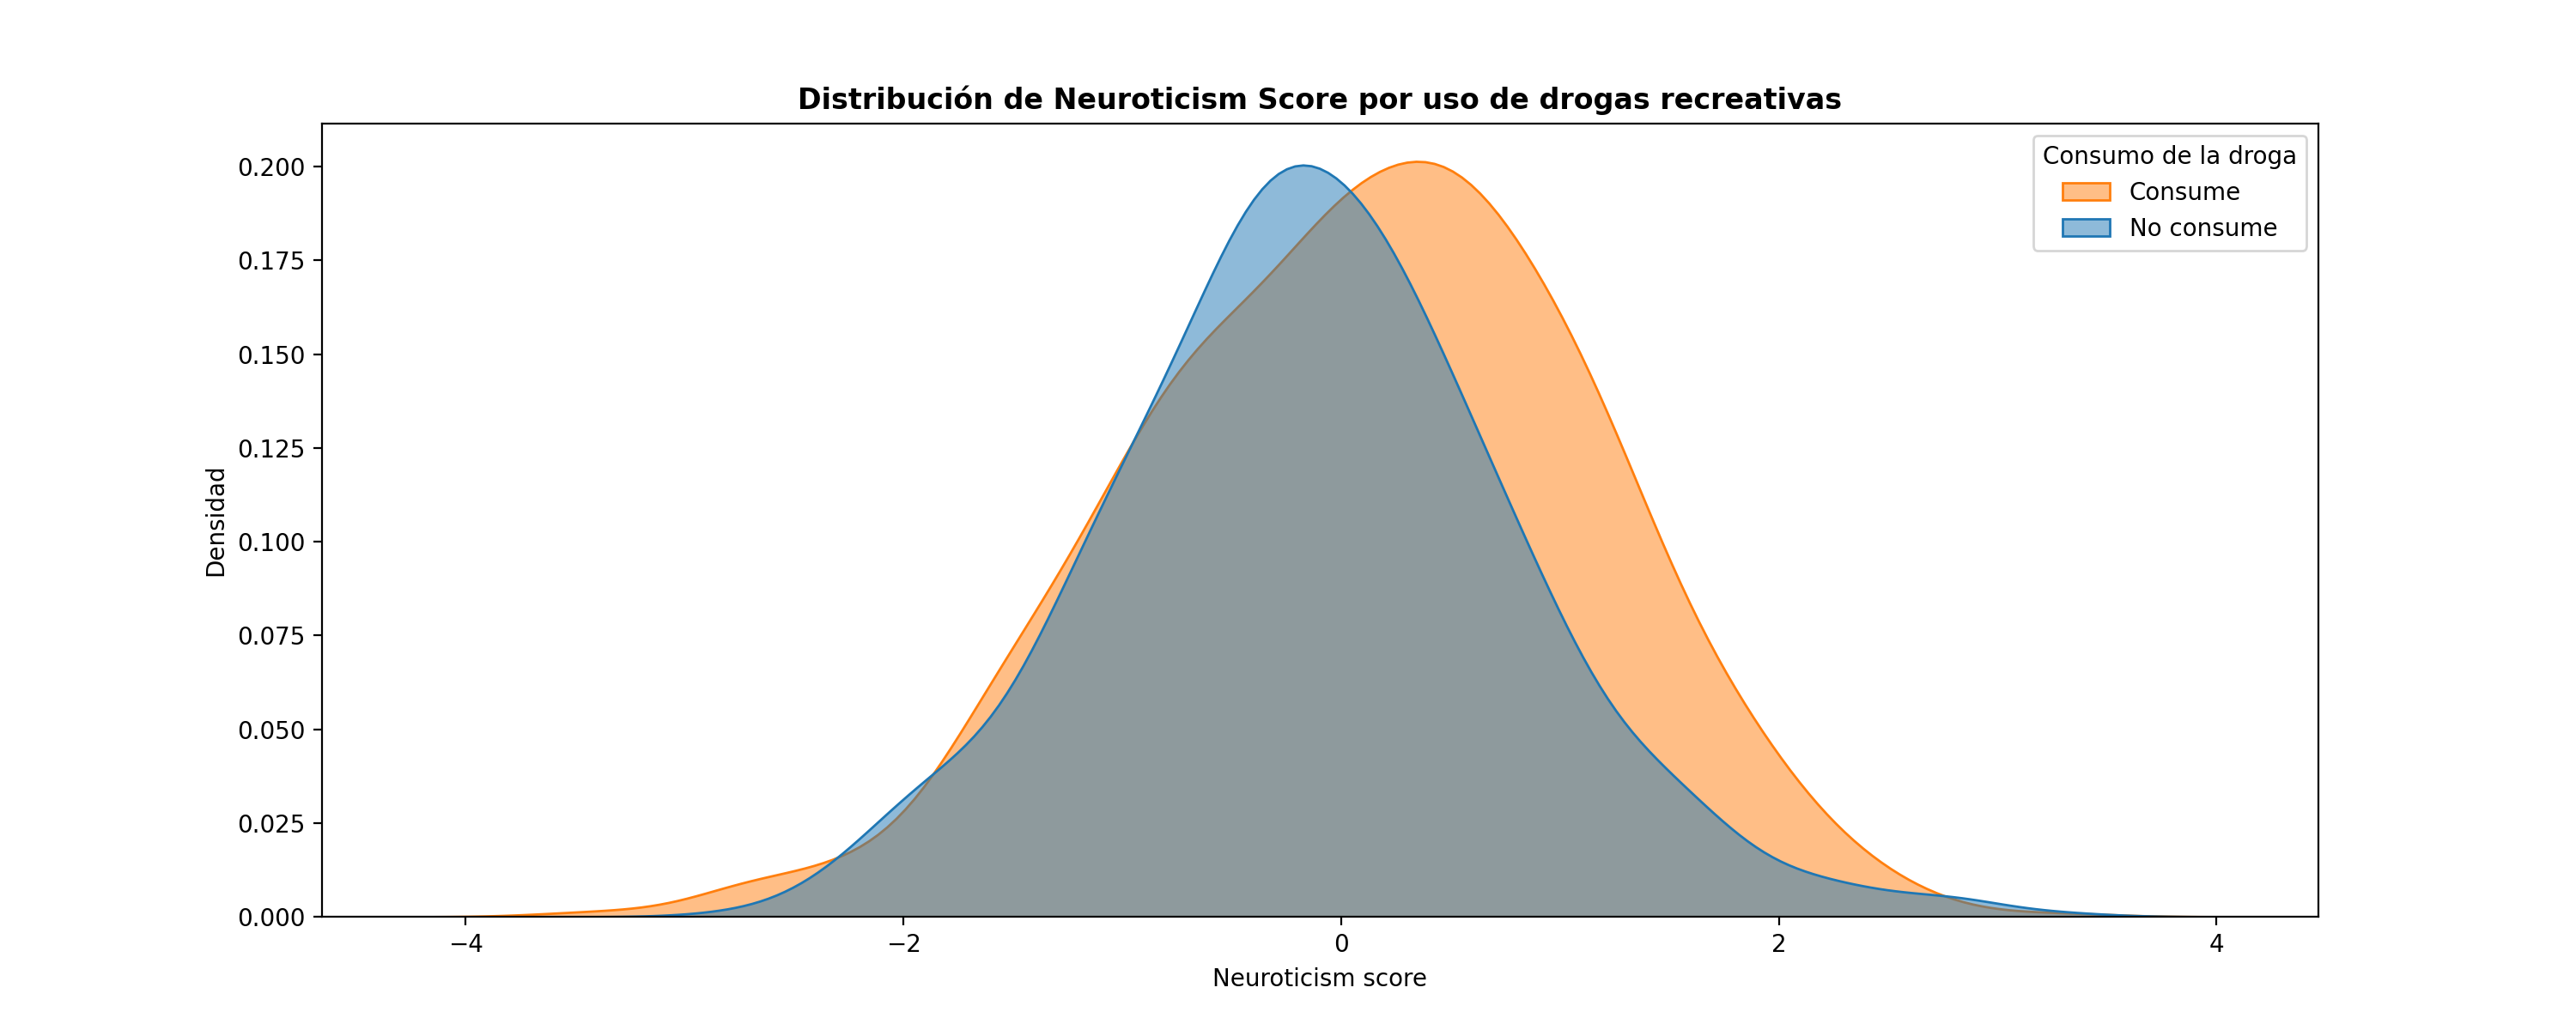 Distribución de Neuroticism Score por uso de drogas recreativas
Consumo de la droga
Consume
No consume
0.200
0.175
0.150
0.125
0.100
0.075
0.050
0.025
0.000
Densidad
−4
−2
0
2
4
Neuroticism score